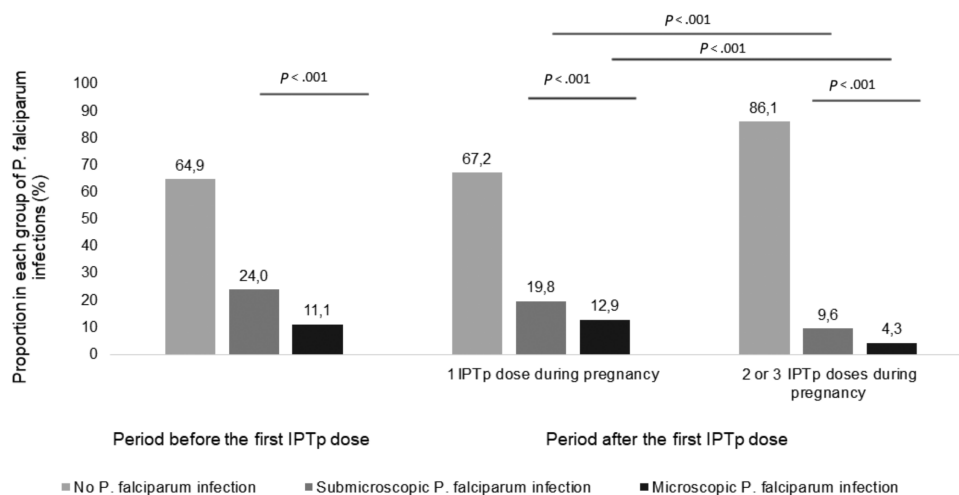 P < .001
P < .001
P < .001
P < .001
P < .001
Proportion in each group of P. falciparum
infections (%)
100
90
80
70
60
50
40
30
20
10
0
64,9
24,0
11,1
67,2
19,8
12,9
86,1
9,6
4,3
1 IPTp dose during pregnancy
2 or 3 IPTp doses during
pregnancy
Period before the first IPTp dose
Period after the first IPTp dose
No P. falciparum infection
Submicroscopic P. falciparum infection
Microscopic P. falciparum infection